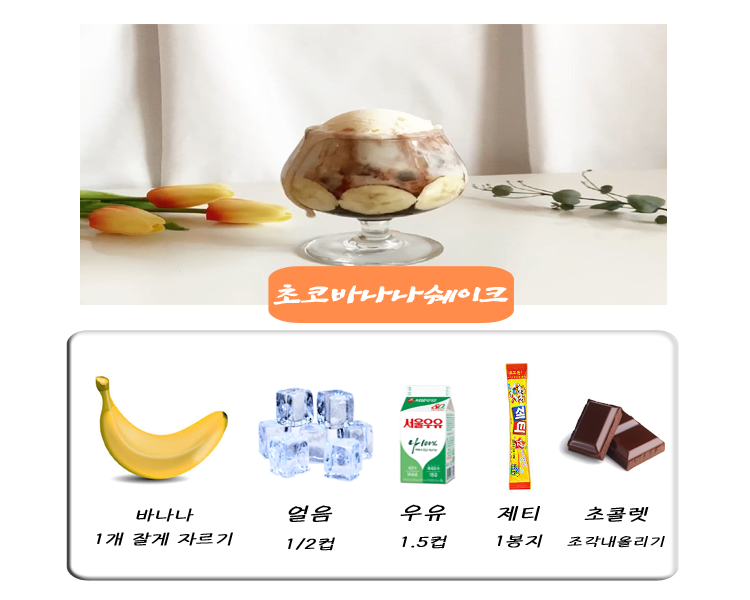 초코바나나쉐이크
서울우유
나100%
제티
바나나
1개 잘게 자르기
얼음
1/2컵
우유
1.5컵
제티
1봉지
초콜렛
조각내올리기